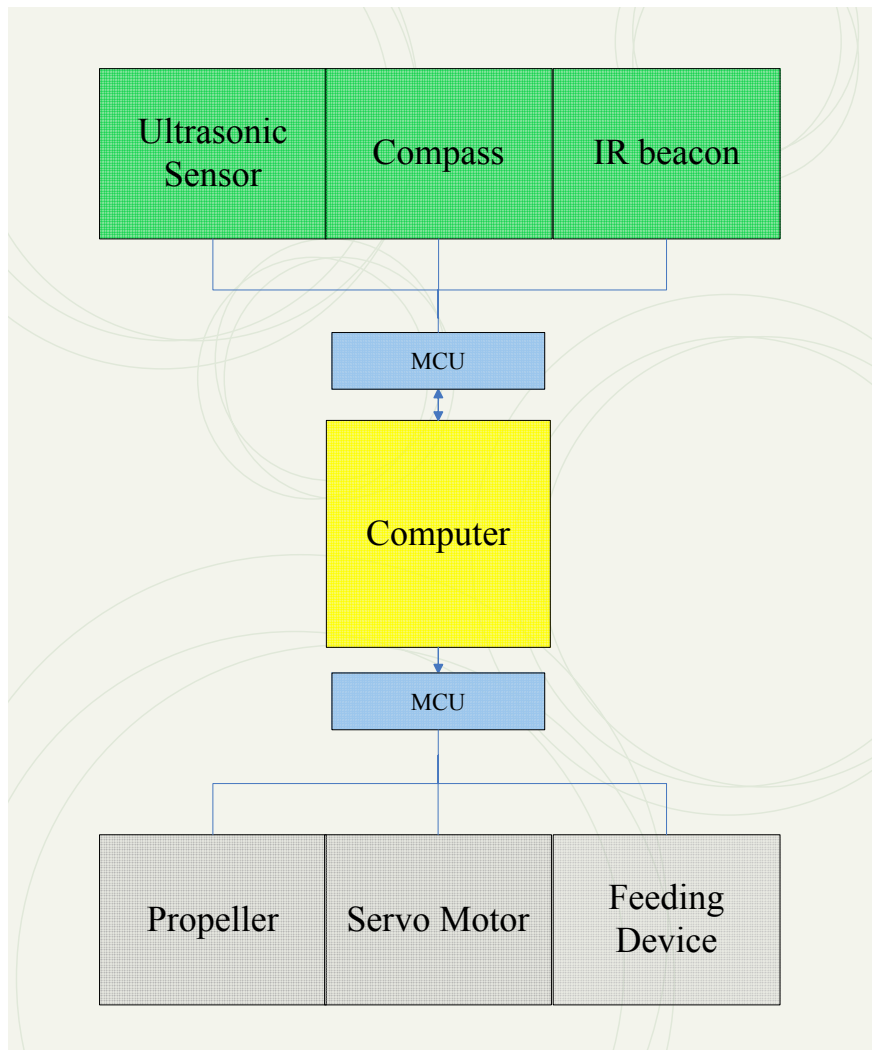 Ultrasonic
Sensor
Compass
IR beacon
MCU
Computer
MCU
Propeller
Servo Motor
Feeding
Device